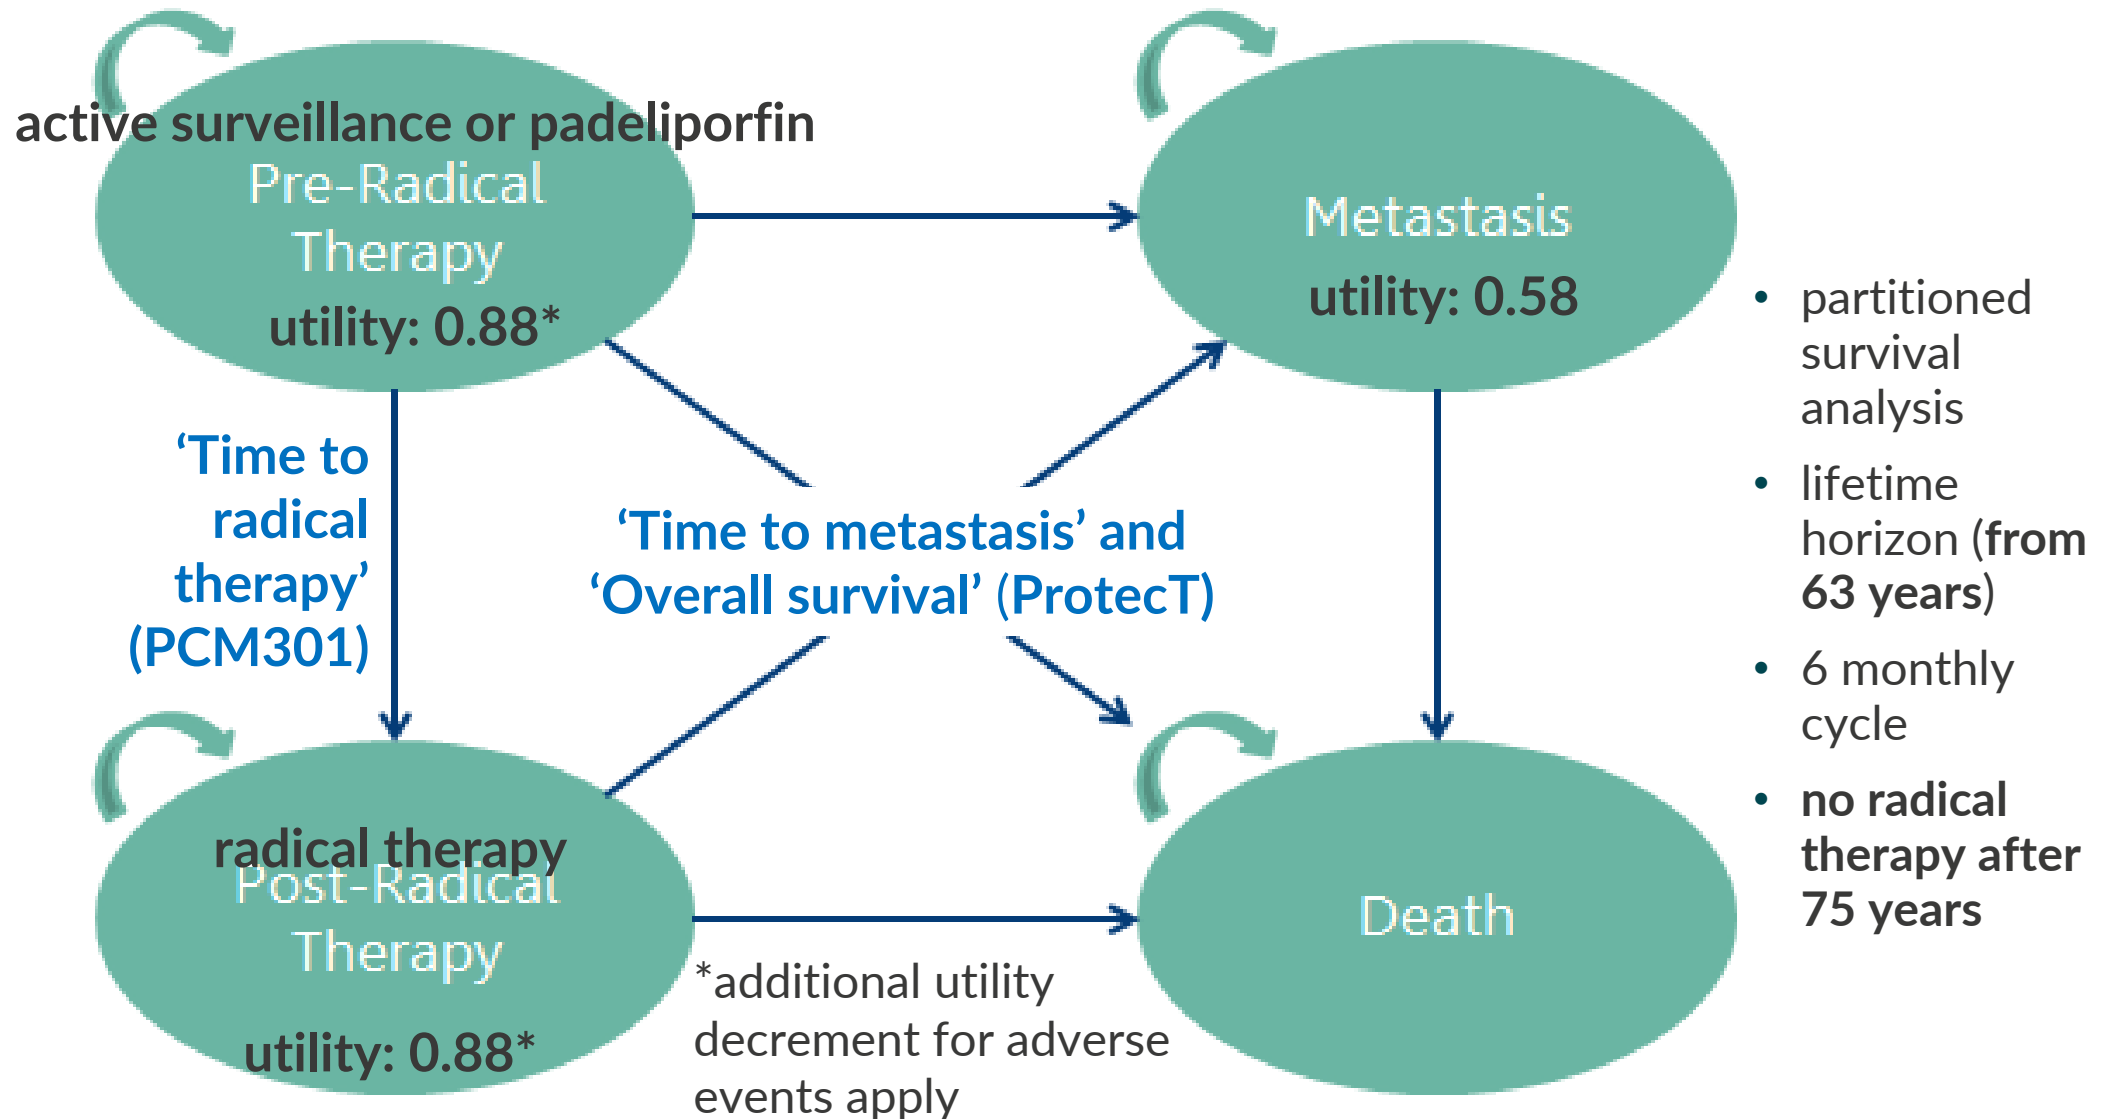 active surveillance or padeliporfin
Pre-Radical
Therapy
utility: 0.88*
Metastasis
utility: 0.58
‘Time to
radical
therapy’
(PCM301)
‘Time to metastasis’ and
‘Overall survival’ (ProtecT)
radical therapy
Post-Radical
Therapy
utility: 0.88*
Death
*additional utility
decrement for adverse
events apply
• partitioned
survival
analysis
• lifetime
horizon (from
63 years)
• 6 monthly
cycle
• no radical
therapy after
75 years